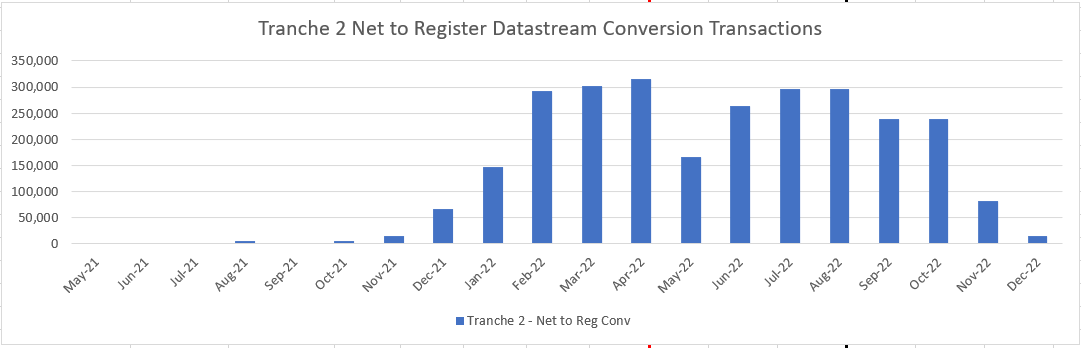 Tranche 2 Net to Register Datastream Conversion Transactions
350,000
300,000
250,000
200,000
150,000
100,000
50,000
0
May-21
Jun-21
Jul-21
Aug-21
Sep-21
Oct-21
Nov-21
Dec-21
Jan-22
Feb-22
Mar-22
Apr-22
May-22
Jun-22
Jul-22
Aug-22
Sep-22
Oct-22
Nov-22
Dec-22
Tranche 2 - Net to Reg Conv